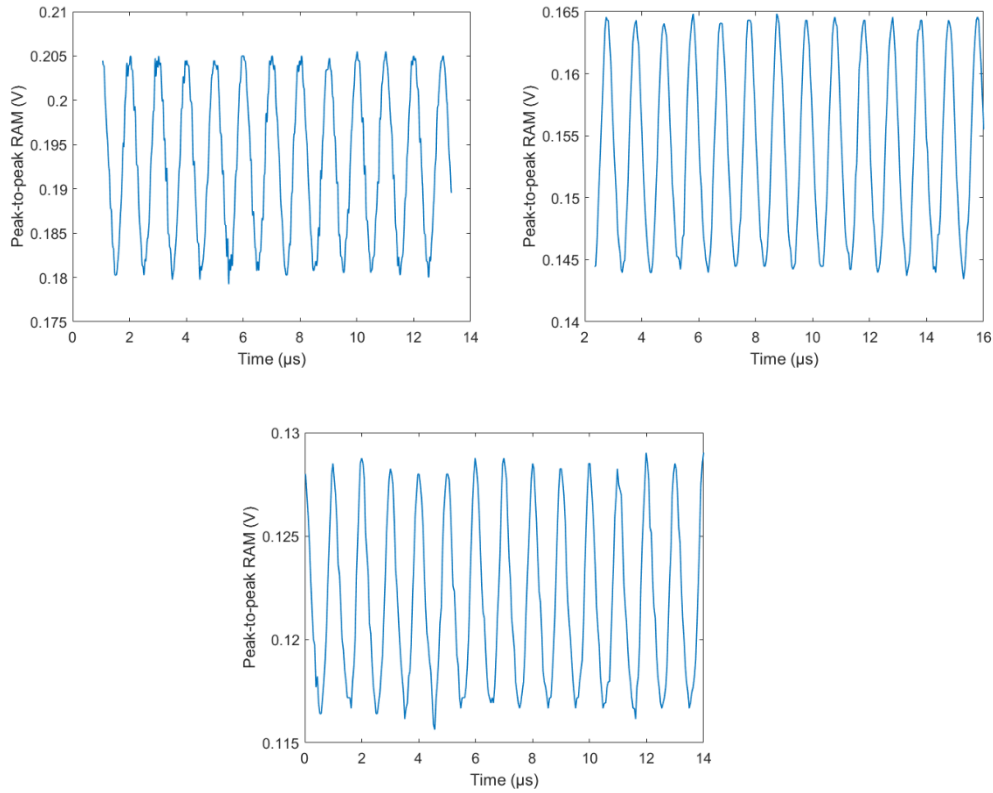 0.21
0.205
0.2
0.195
0.19
0.185
0.18
0.175
Peak-to-peak RAM (V)
0 2 4 6 8 10 12 14
Time (µs)
0.165
0.16
0.155
0.15
0.145
0.14
Peak-to-peak RAM (V)
2 4 6 8 10 12 14 16
Time (µs)
0.13
0.125
0.12
0.115
Peak-to-peak RAM (V)
0 2 4 6 8 10 12 14
Time (µs)